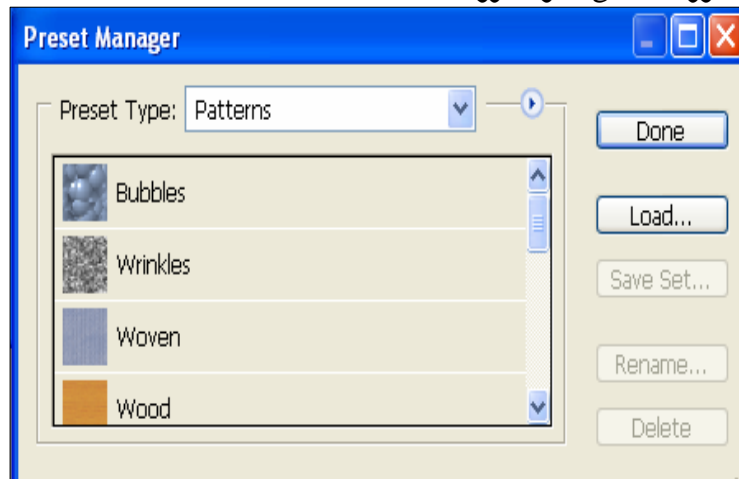 Preset Manager
Preset Type: Patterns
Done
Bubbles
Load...
Wrinkles
Save Set...
Woven
Rename...
Wood
Delete